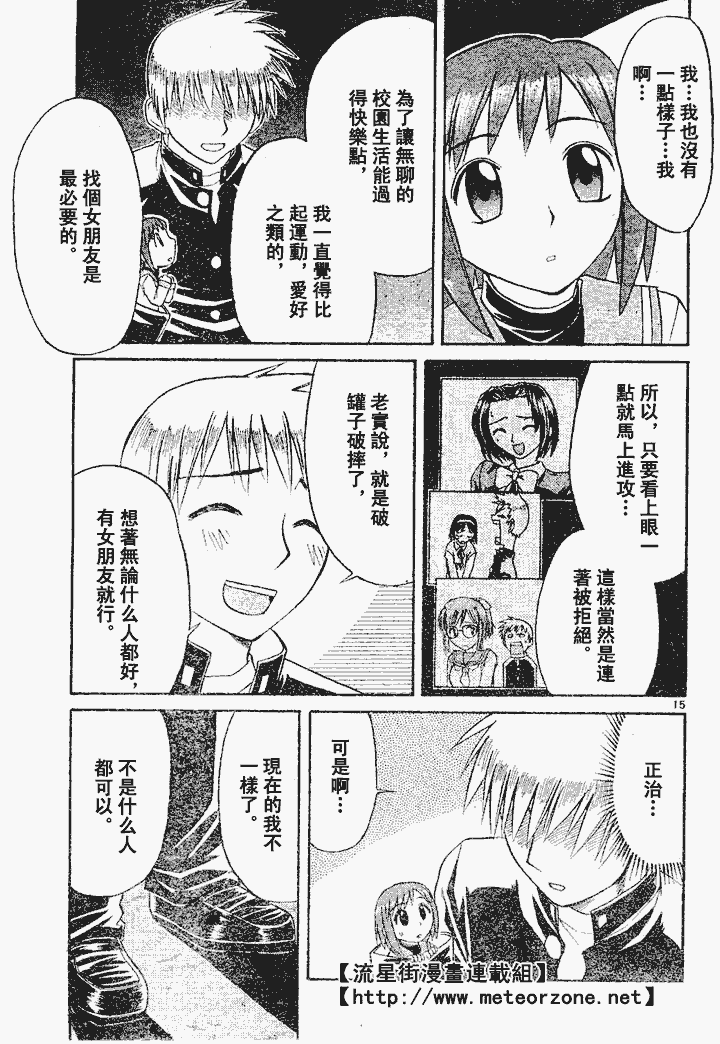 我…我也沒有
一點樣子…我
啊…
為了讓無聊的
校園生活能過
得快樂點，
我一直覺得比
起運動，愛好
之類的，
找個女朋友是
最必要的。
所以，只要看上眼一
點就馬上進攻…
這樣當然是連
著被拒絕。
老實說，就是破
罐子破摔了，
想著無論什么人都好，
有女朋友就行。
15
正治…
可是啊…
現在的我不
一樣了。
不是什么人
都可以。
【流星街漫畫連載組】
【http://www.meteorzone.net】